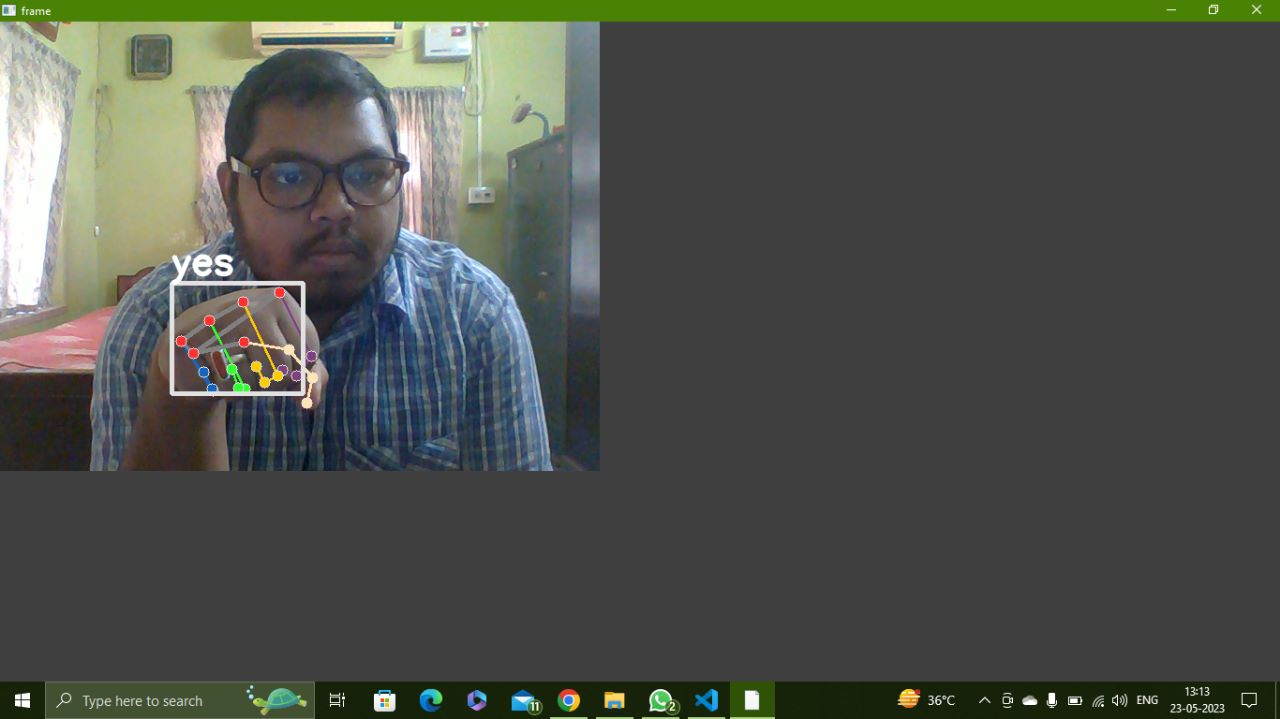 frame
yes
Type here to search
11
2
36°C
ENG
13:13
23-05-2023